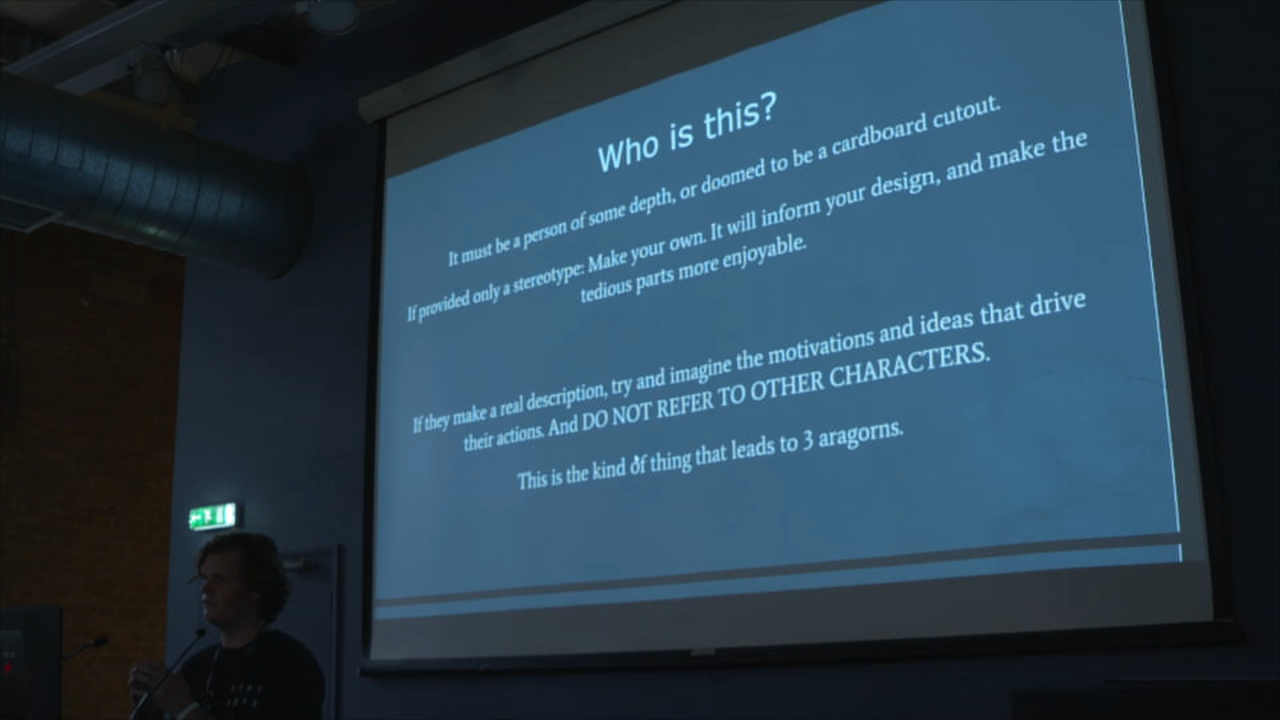 Who is this?
It must be a person of some depth, or doomed to be a cardboard cutout.
If provided only a stereotype: Make your own. It will inform your design, and make the
tedious parts more enjoyable.
If they make a real description, try and imagine the motivations and ideas that drive
their actions. And DO NOT REFER TO OTHER CHARACTERS.
This is the kind of thing that leads to 3 aragorns.